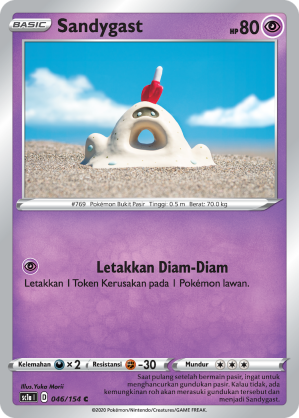 BASIC Sandygast HP80
#769 Pokémon Bukit Pasir Tinggi: 0.5 m Berat: 70.0 kg
Letakkan Diam-Diam
Letakkan 1 Token Kerusakan pada 1 Pokémon lawan.
Kelemahan ×2 Resistansi -30 Mundur
Illus. Yuka Morii
sc1a I D 046/154 C
Saat pulang setelah bermain pasir, ingatlah untuk
menghancurkan gundukan pasir. Kalau tidak, ada
kemungkinan roh akan merasuki gundukan tersebut dan
menjadi Sandygast.
©2020 Pokémon/Nintendo/Creatures/GAME FREAK.